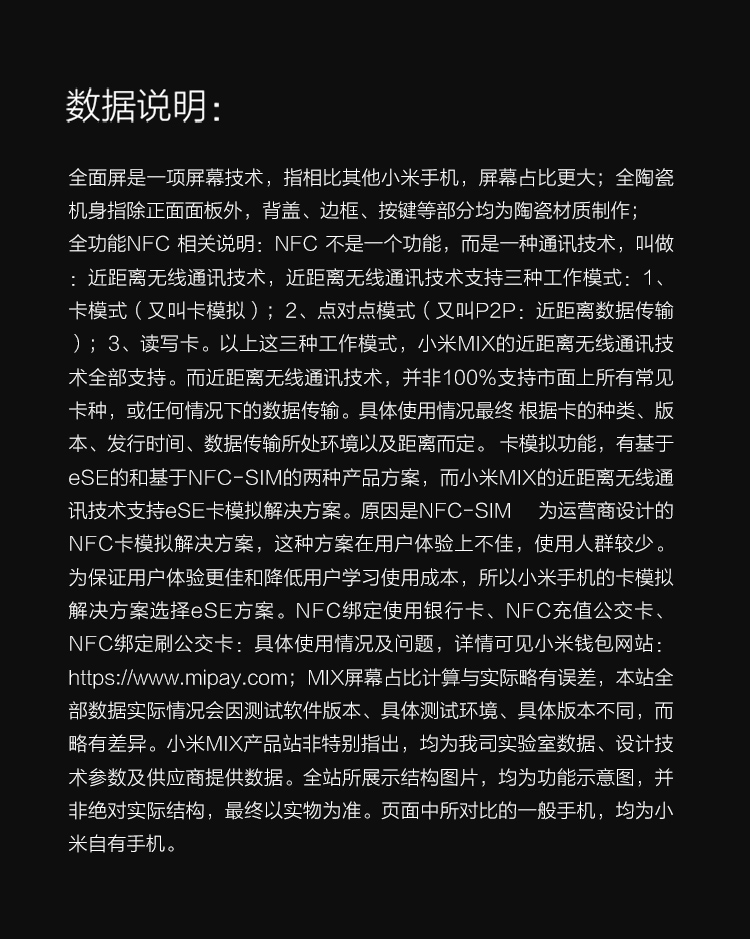 数据说明：
全面屏是一项屏幕技术，指相比其他小米手机，屏幕占比更大；全陶瓷
机身指除正面面板外，背盖、边框、按键等部分均为陶瓷材质制作；
全功能NFC 相关说明：NFC 不是一个功能，而是一种通讯技术，叫做
：近距离无线通讯技术，近距离无线通讯技术支持三种工作模式：1、
卡模式（又叫卡模拟）；2、点对点模式（又叫P2P：近距离数据传输
）；3、读写卡。以上这三种工作模式，小米MIX的近距离无线通讯技
术全部支持。而近距离无线通讯技术，并非100%支持市面上所有常见
卡种，或任何情况下的数据传输。具体使用情况最终 根据卡的种类、版
本、发行时间、数据传输所处环境以及距离而定。 卡模拟功能，有基于
eSE的和基于NFC-SIM的两种产品方案，而小米MIX的近距离无线通
讯技术支持eSE卡模拟解决方案。原因是NFC-SIM 为运营商设计的
NFC卡模拟解决方案，这种方案在用户体验上不佳，使用人群较少。
为保证用户体验更佳和降低用户学习使用成本，所以小米手机的卡模拟
解决方案选择eSE方案。NFC绑定使用银行卡、NFC充值公交卡、
NFC绑定刷公交卡：具体使用情况及问题，详情可见小米钱包网站：
https://www.mipay.com；MIX屏幕占比计算与实际略有误差，本站全
部数据实际情况会因测试软件版本、具体测试环境、具体版本不同，而
略有差异。小米MIX产品站非特别指出，均为我司实验室数据、设计技
术参数及供应商提供数据。全站所展示结构图片，均为功能示意图，并
非绝对实际结构，最终以实物为准。页面中所对比的一般手机，均为小
米自有手机。